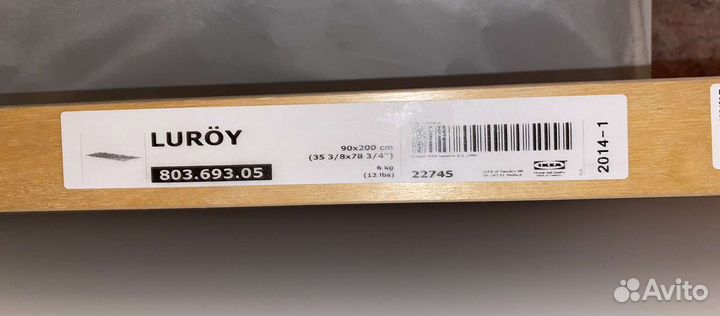 LURÖY
803.693.05
90x200 cm
(35 3/8x78 3/4")
6 kg
(12 lbs)
22745
IKEA
2014-1
Avito